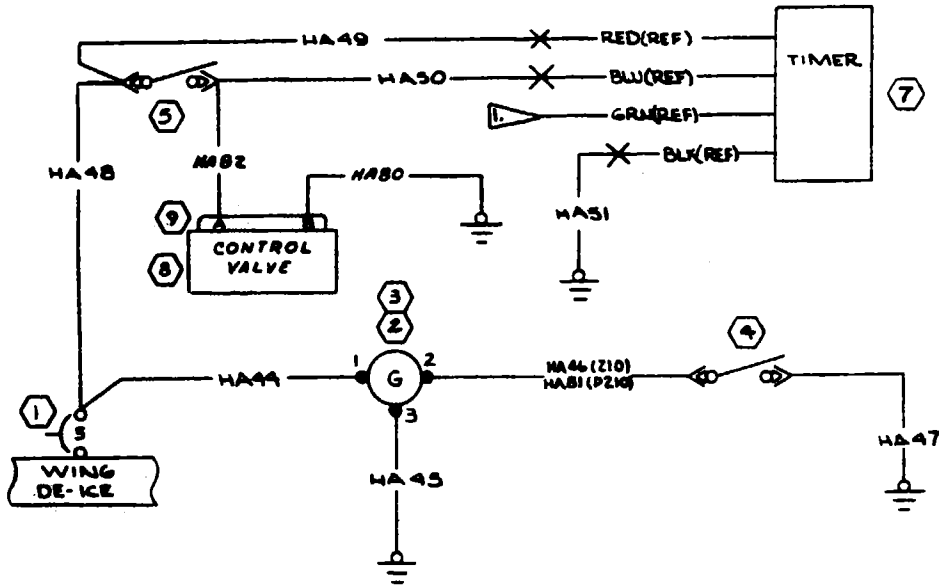 HA49
RED(REF)
TIMER
HA50
BLU(REF)
7
5
1.
GRN(REF)
HA48
HA82
HA80
BLK(REF)
9
HA51
CONTROL
VALVE
8
3
2
4
1
2
HA44
G
HA46(210)
HA81(P210)
3
1
5
HA47
WING
DE-ICE
HA45